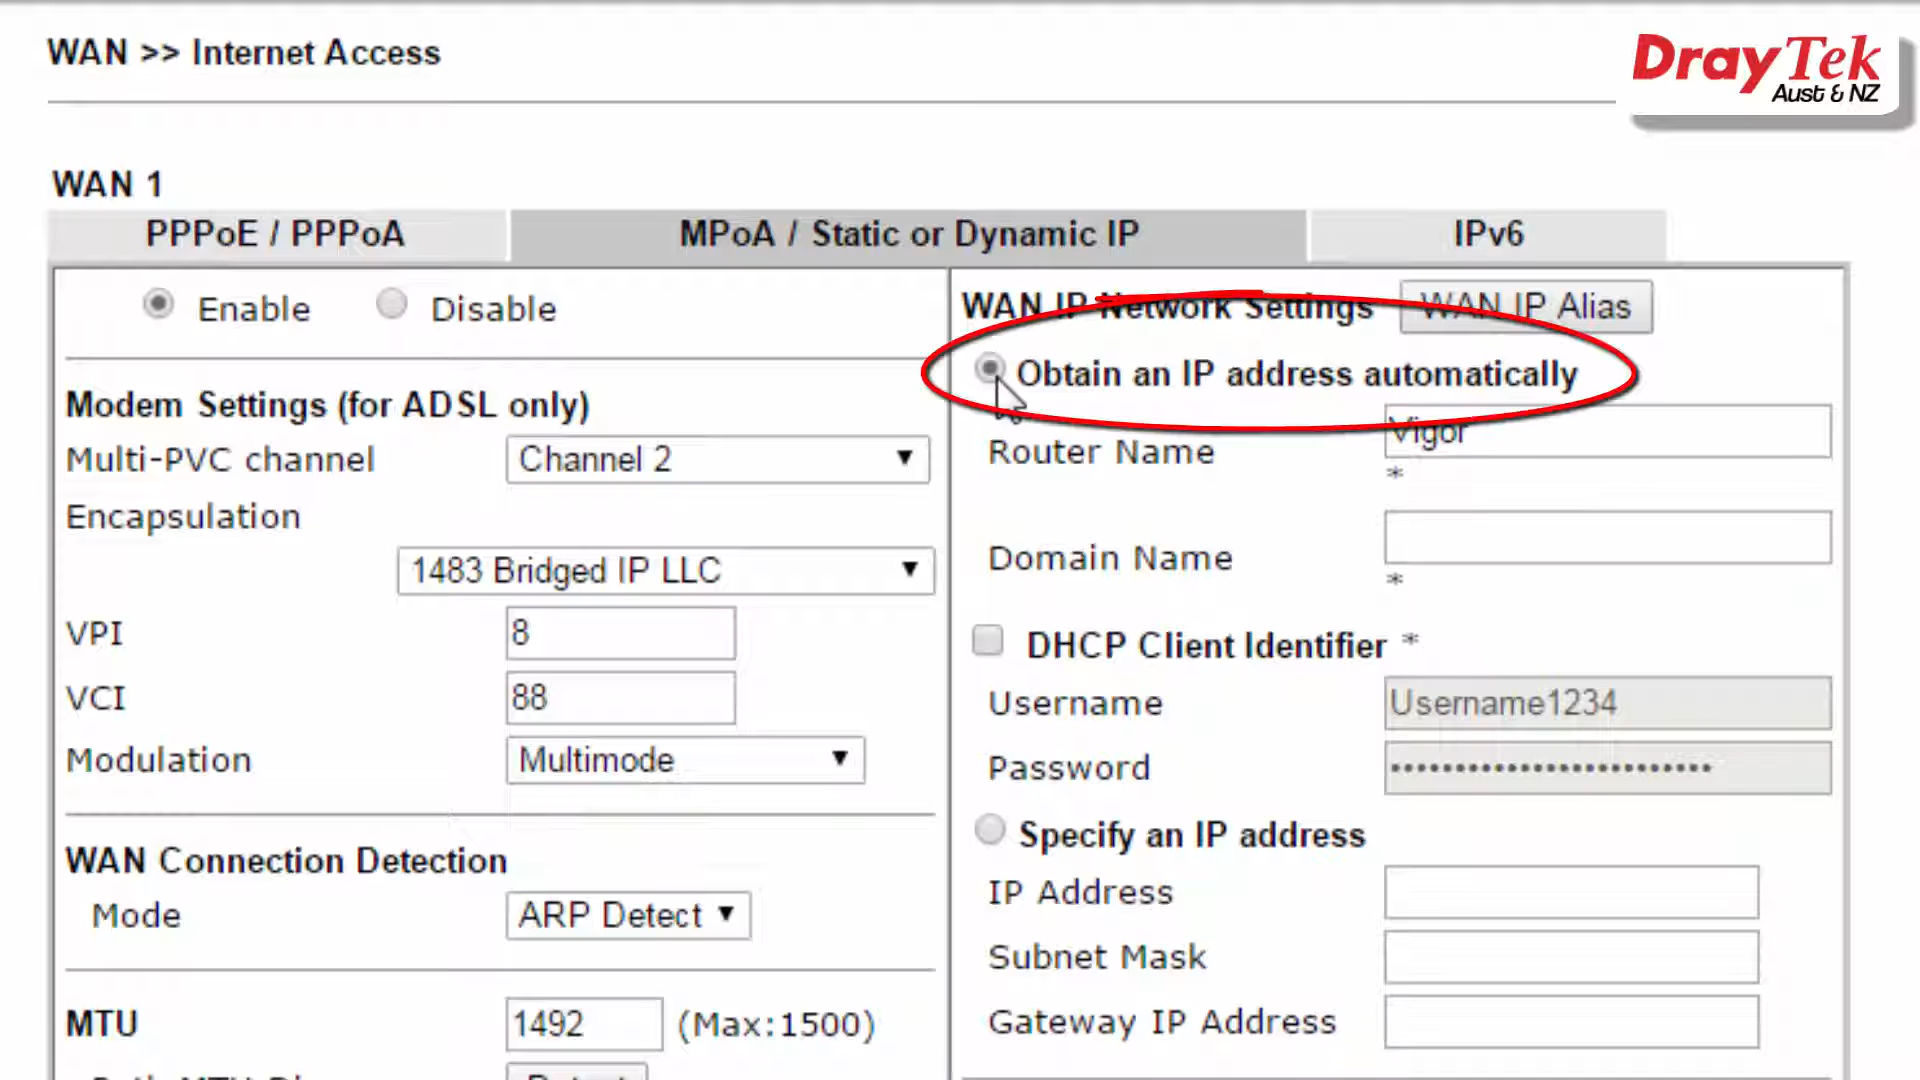 WAN >> Internet Access
DrayTek
Aust & NZ
WAN 1
PPPoE / PPPoA
MPoA / Static or Dynamic IP
IPv6
Enable
Disable
Modem Settings (for ADSL only)
Multi-PVC channel
Channel 2
Encapsulation
1483 Bridged IP LLC
VPI
8
VCI
88
Modulation
Multimode
WAN Connection Detection
Mode
ARP Detect
MTU
1492
(Max:1500)
WAN IP Network Settings
WAN IP Alias
Obtain an IP address automatically
Router Name
Vigor
*
Domain Name
*
DHCP Client Identifier *
Username
Username1234
Password
•••••••••••••••••••••••••
Specify an IP address
IP Address
Subnet Mask
Gateway IP Address